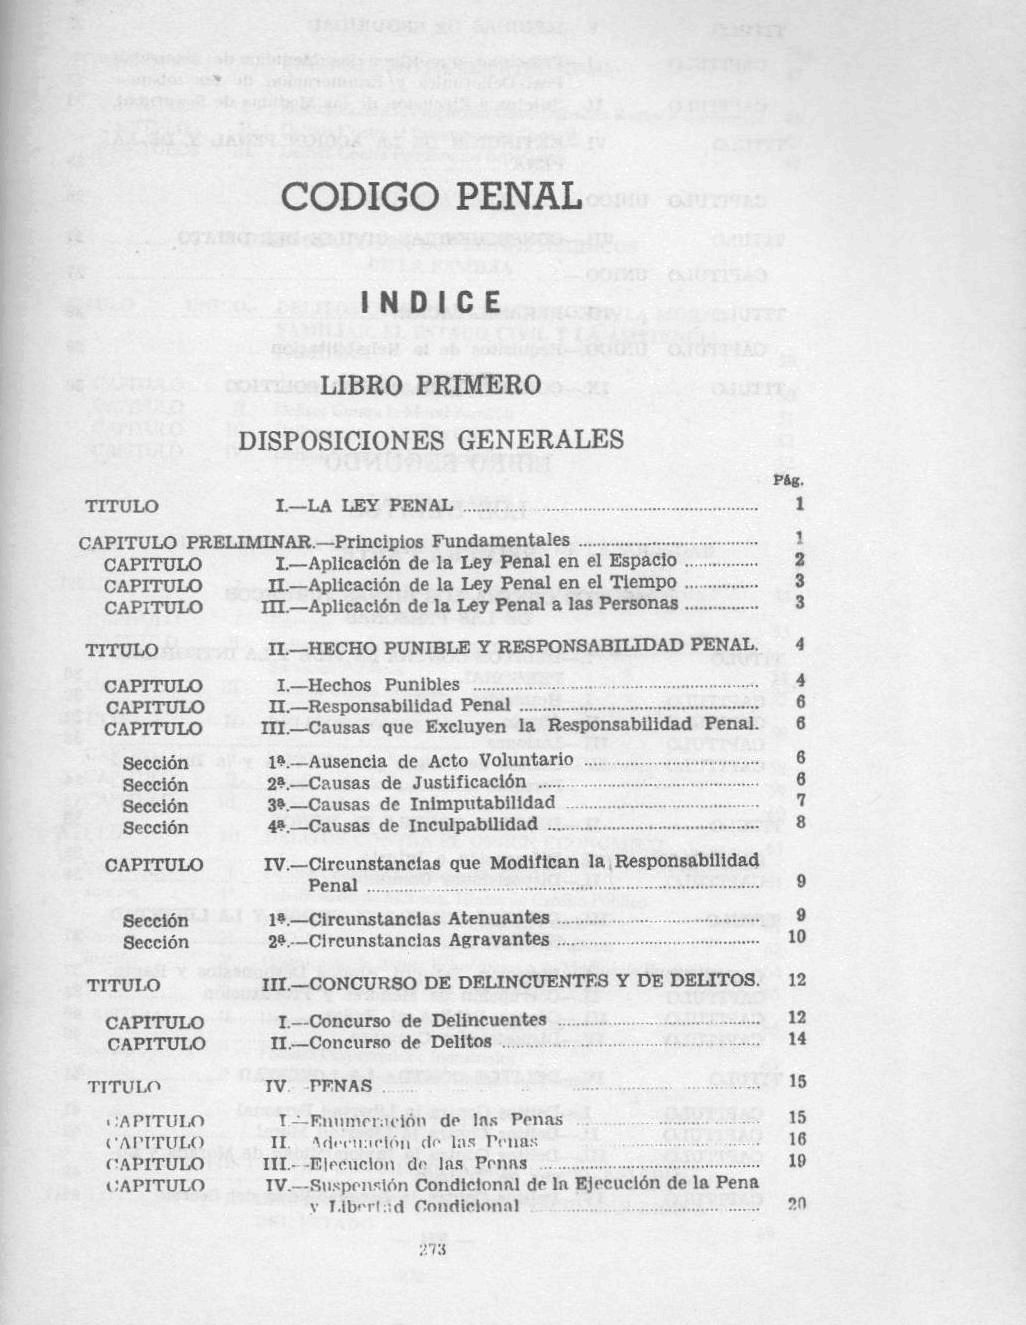 CODIGO PENAL
INDICE
LIBRO PRIMERO
DISPOSICIONES GENERALES
Pág.
TITULO I.—LA LEY PENAL 1
CAPITULO PRELIMINAR.—Principios Fundamentales 1
CAPITULO I.—Aplicación de la Ley Penal en el Espacio 2
CAPITULO II.—Aplicación de la Ley Penal en el Tiempo 3
CAPITULO III.—Aplicación de la Ley Penal a las Personas 3
TITULO II.—HECHO PUNIBLE Y RESPONSABILIDAD PENAL. 4
CAPITULO I.—Hechos Punibles 4
CAPITULO II.—Responsabilidad Penal 6
CAPITULO III.—Causas que Excluyen la Responsabilidad Penal. 6
Sección 1ª.—Ausencia de Acto Voluntario 6
Sección 2ª.—Causas de Justificación 6
Sección 3ª.—Causas de Inimputabilidad 7
Sección 4ª.—Causas de Inculpabilidad 8
CAPITULO IV.—Circunstancias que Modifican la Responsabilidad
Penal 9
Sección 1ª.—Circunstancias Atenuantes 9
Sección 2ª.—Circunstancias Agravantes 10
TITULO III.—CONCURSO DE DELINCUENTES Y DE DELITOS. 12
CAPITULO I.—Concurso de Delincuentes 12
CAPITULO II.—Concurso de Delitos 14
TITULO IV PENAS 15
CAPITULO I.—Enumeración de las Penas 15
CAPITULO II Adecuación de las Penas 16
CAPITULO III.—Ejecucion de las Penas 19
CAPITULO IV.—Suspensión Condicional de la Ejecución de la Pena
y Libertad Condicional 20
273